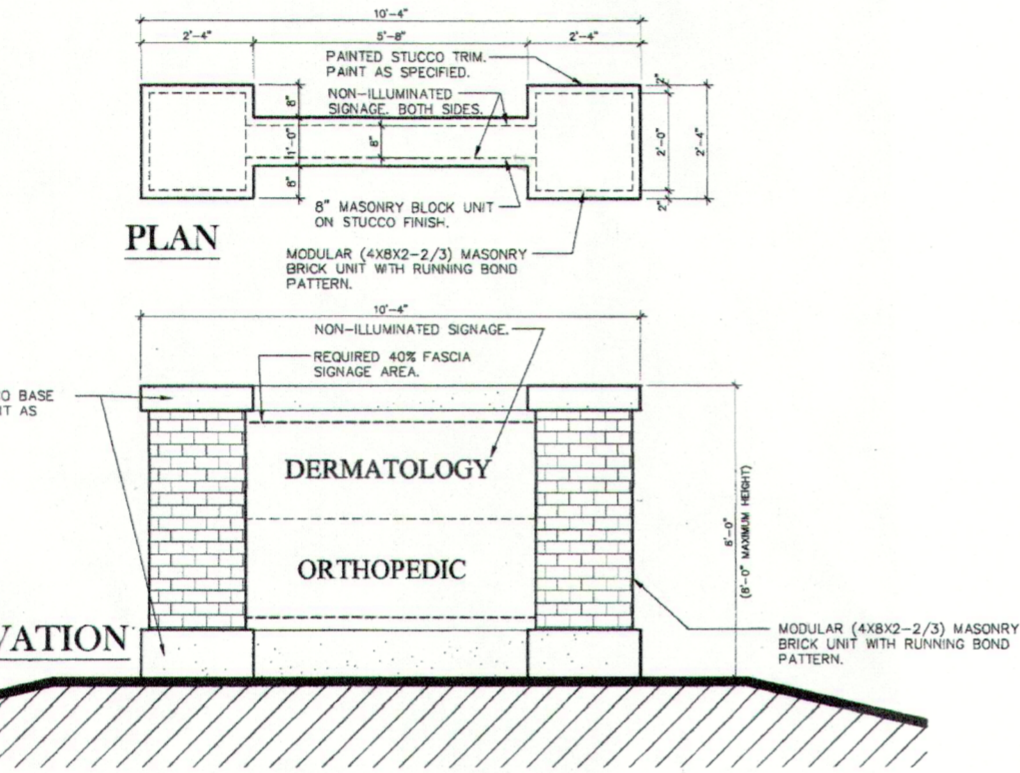 10'-4"
2'-4"
5'-8"
2'-4"
PAINTED STUCCO TRIM.
PAINT AS SPECIFIED.
NON-ILLUMINATED
SIGNAGE. BOTH SIDES.
8"
1'-0"
8"
8"
2"
2'-0"
2"
2'-4"
8" MASONRY BLOCK UNIT
ON STUCCO FINISH.
PLAN
MODULAR (4X8X2-2/3) MASONRY
BRICK UNIT WITH RUNNING BOND
PATTERN.
10'-4"
NON-ILLUMINATED SIGNAGE.
REQUIRED 40% FASCIA
SIGNAGE AREA.
O BASE
IT AS
DERMATOLOGY
ORTHOPEDIC
(6'-0" MAXIMUM HEIGHT)
6'-0"
VATION
MODULAR (4X8X2-2/3) MASONRY
BRICK UNIT WITH RUNNING BOND
PATTERN.